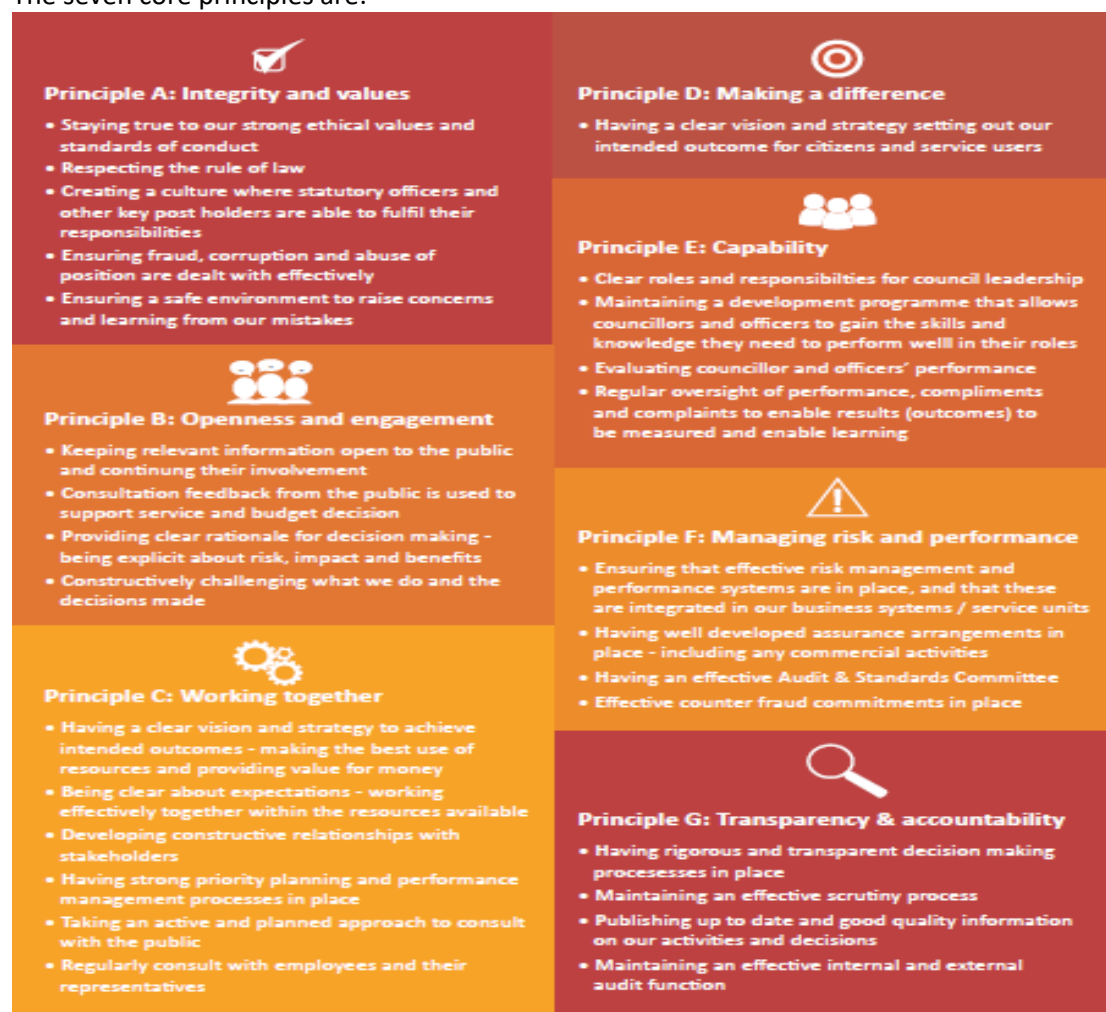 The seven core principles are:
Principle A: Integrity and values
• Staying true to our strong ethical values and
standards of conduct
• Respecting the rule of law
• Creating a culture where statutory officers and
other key post holders are able to fulfil their
responsibilities
• Ensuring fraud, corruption and abuse of
position are dealt with effectively
• Ensuring a safe environment to raise concerns
and learning from our mistakes
Principle B: Openness and engagement
• Keeping relevant information open to the public
and continung their involvement
• Consultation feedback from the public is used to
support service and budget decision
• Providing clear rationale for decision making -
being explicit about risk, impact and benefits
• Constructively challenging what we do and the
decisions made
Principle C: Working together
• Having a clear vision and strategy to achieve
intended outcomes - making the best use of
resources and providing value for money
• Being clear about expectations - working
effectively together within the resources available
• Developing constructive relationships with
stakeholders
• Having strong priority planning and performance
management processes in place
• Taking an active and planned approach to consult
with the public
• Regularly consult with employees and their
representatives
Principle D: Making a difference
• Having a clear vision and strategy setting out our
intended outcome for citizens and service users
Principle E: Capability
• Clear roles and responsibilties for council leadership
• Maintaining a development programme that allows
councillors and officers to gain the skills and
knowledge they need to perform welll in their roles
• Evaluating councillor and officers' performance
• Regular oversight of performance, compliments
and complaints to enable results (outcomes) to
be measured and enable learning
Principle F: Managing risk and performance
• Ensuring that effective risk management and
performance systems are in place, and that these
are integrated in our business systems / service units
• Having well developed assurance arrangements in
place - including any commercial activities
• Having an effective Audit & Standards Committee
• Effective counter fraud commitments in place
Principle G: Transparency & accountability
• Having rigorous and transparent decision making
procesesses in place
• Maintaining an effective scrutiny process
• Publishing up to date and good quality information
on our activities and decisions
• Maintaining an effective internal and external
audit function